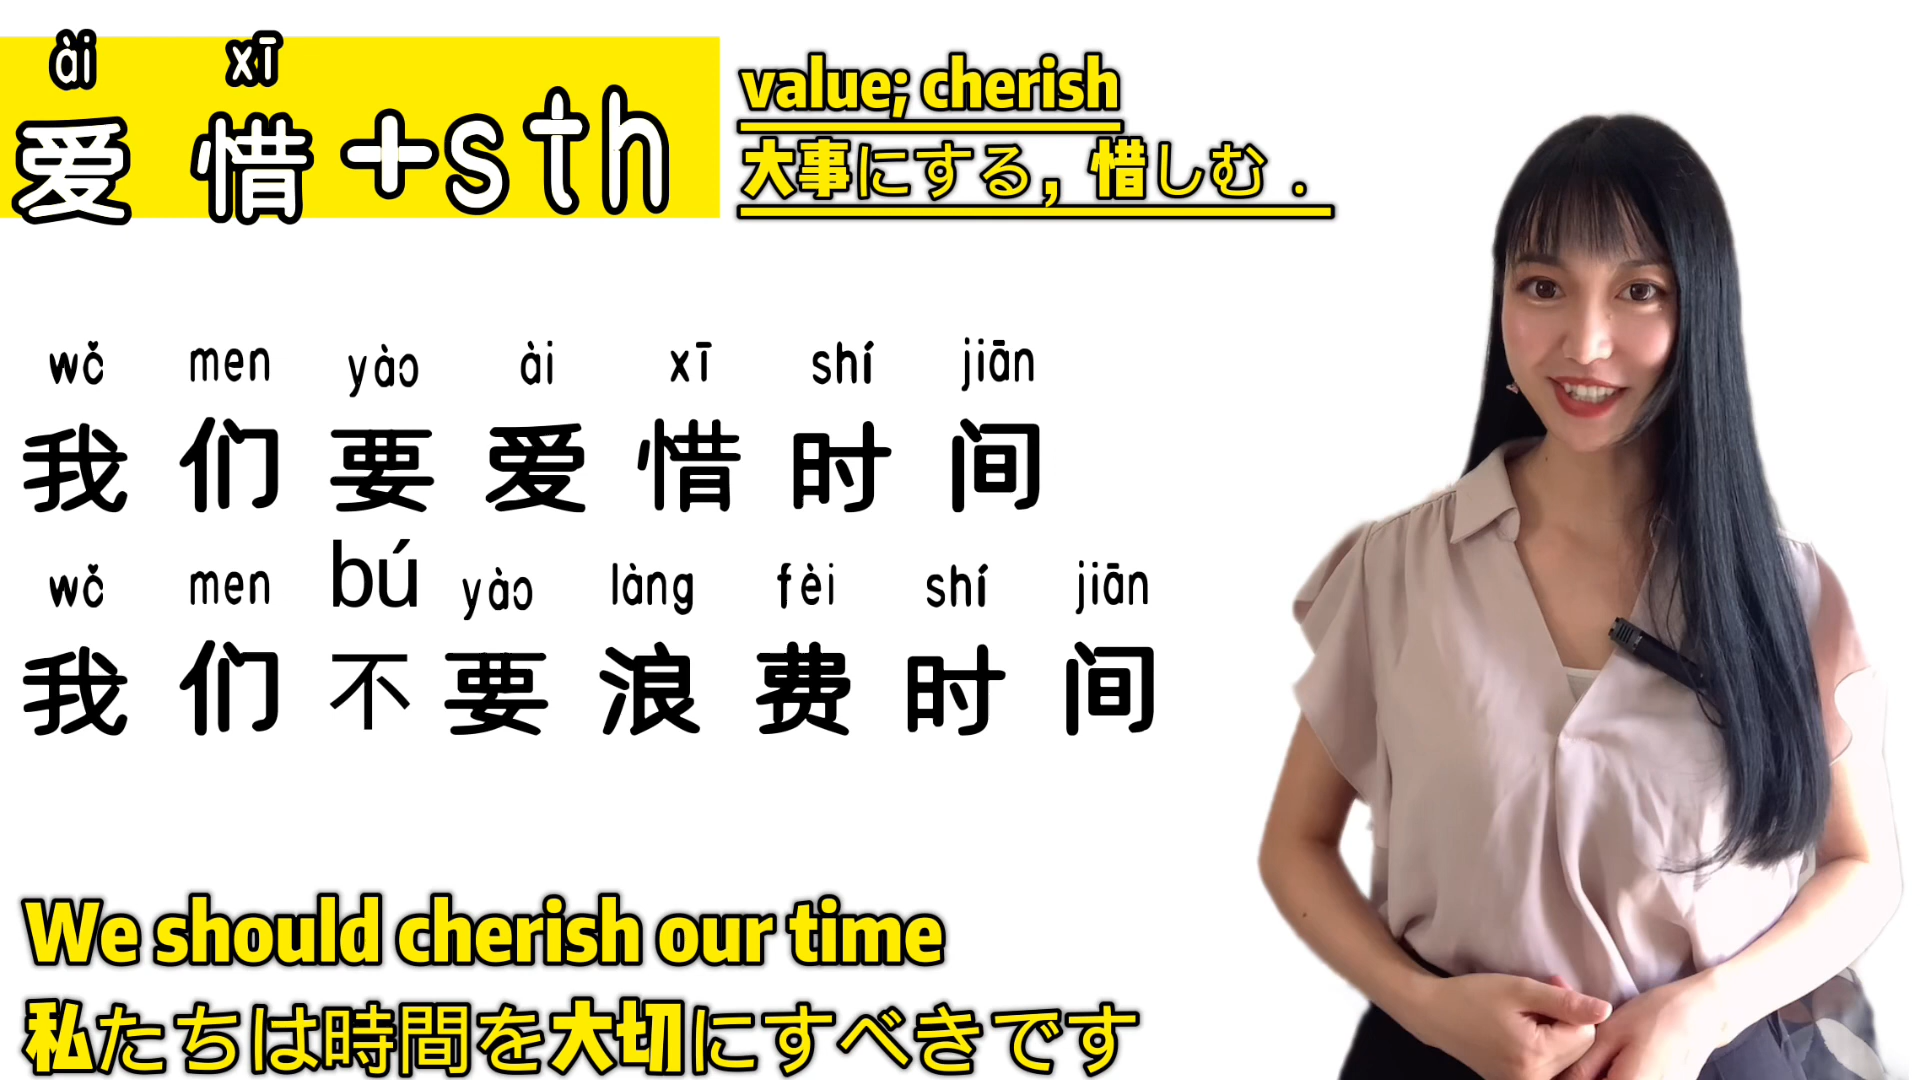 ài xī
爱惜+sth
value; cherish
大事にする，惜しむ．
wǒ men yào ài xī shí jiān
我们要爱惜时间
wǒ men bú yào làng fèi shí jiān
我们不要浪费时间
We should cherish our time
私たちは時間を大切にすべきです